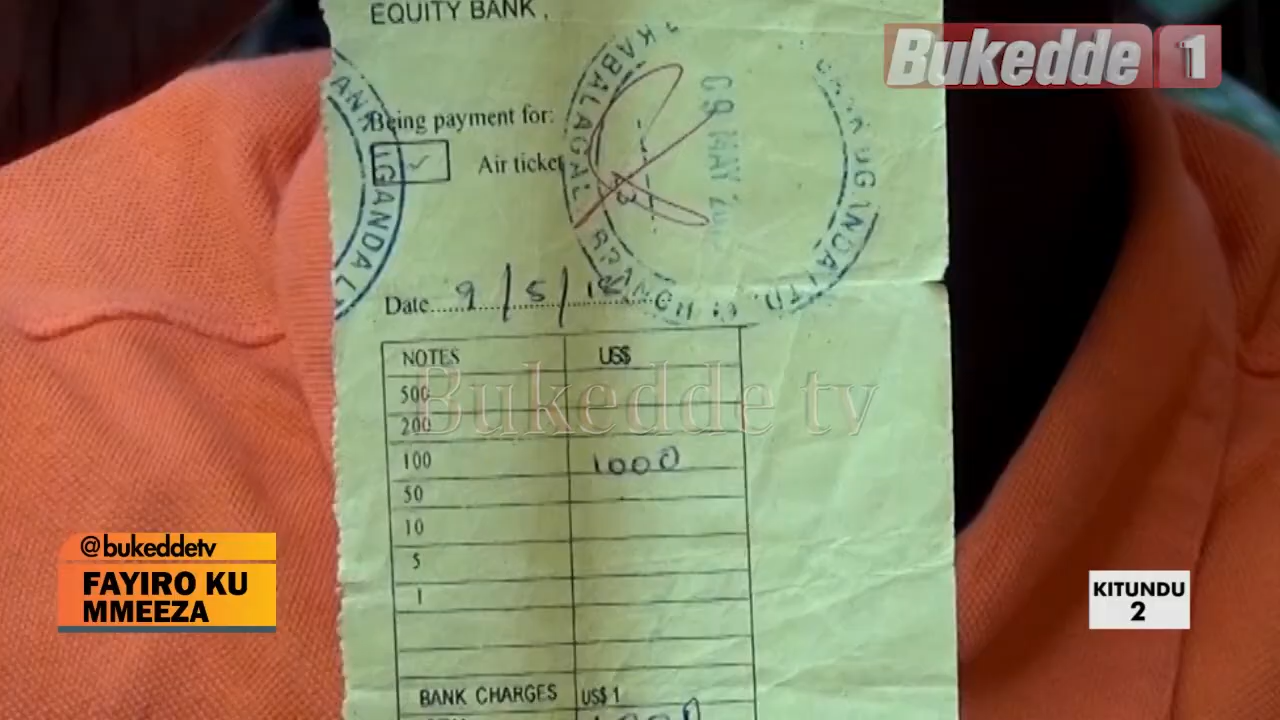 EQUITY BANK,
Bukedde 1
KABALAGALA BRANCH
09 MAY
Being payment for:
✓ Air ticket
Date 9/5/12
NOTES US$
500
200
Bukedde tv
100 1000
50
10
5
1
BANK CHARGES US$ 1
@bukeddetv
FAYIRO KU
MMEEZA
KITUNDU
2